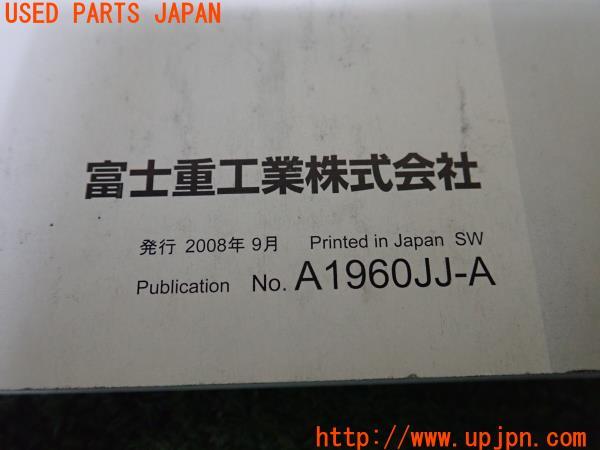 USED PARTS JAPAN
富士重工業株式会社
発行 2008年 9月 Printed in Japan SW
Publication No. A1960JJ-A
http://www.upjpn.com